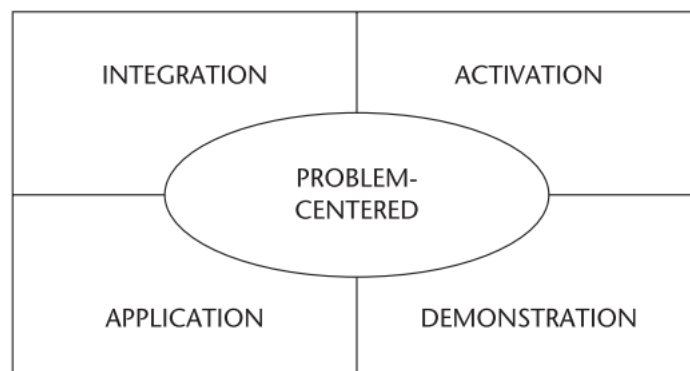 INTEGRATION
ACTIVATION
PROBLEM-
CENTERED
APPLICATION
DEMONSTRATION